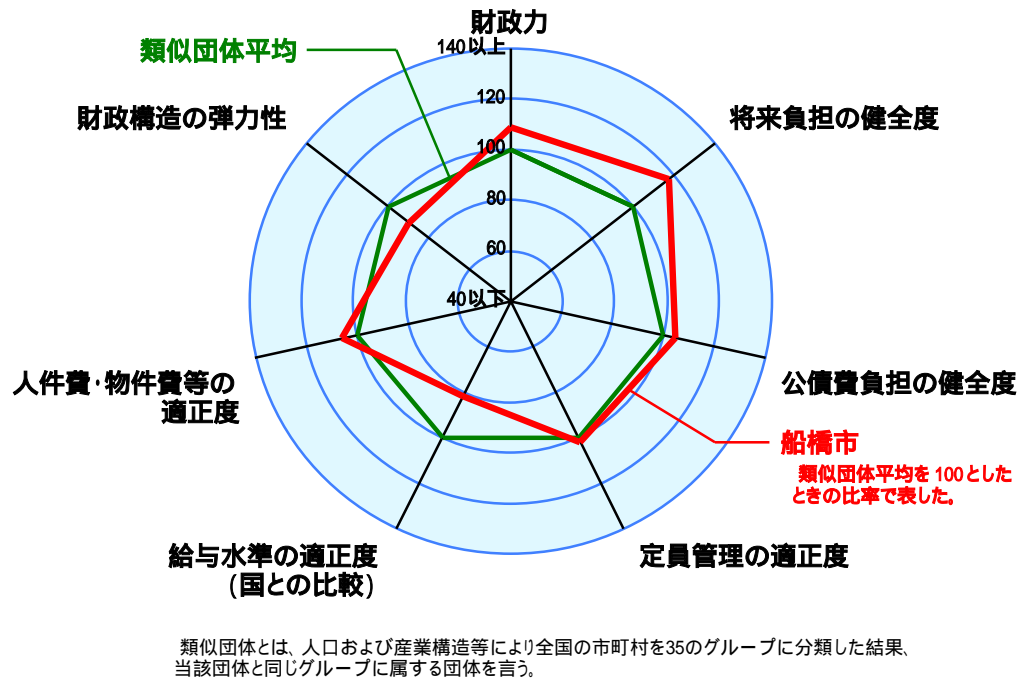 財政力
140以上
類似団体平均
120
財政構造の弾力性
将来負担の健全度
100
80
60
40以下
人件費・物件費等の
適正度
公債費負担の健全度
船橋市
類似団体平均を100とした
ときの比率で表した。
給与水準の適正度
(国との比較)
定員管理の適正度
類似団体とは、人口および産業構造等により全国の市町村を35のグループに分類した結果、
当該団体と同じグループに属する団体を言う。